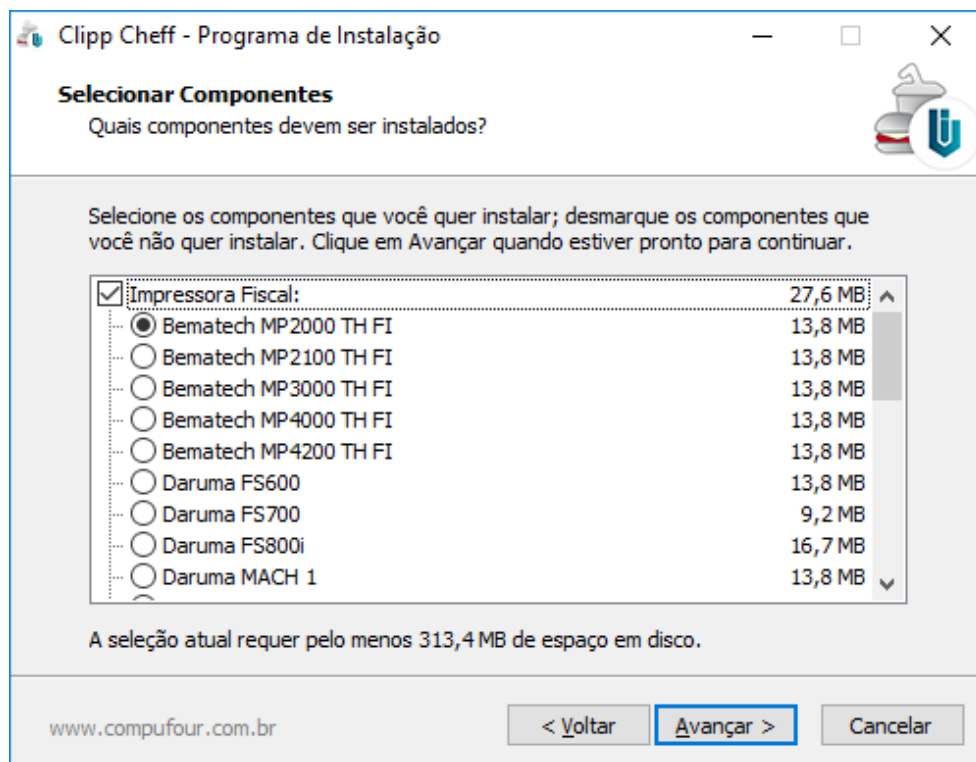 Clipp Cheff - Programa de Instalação
Selecionar Componentes
Quais componentes devem ser instalados?
Selecione os componentes que você quer instalar; desmarque os componentes que
você não quer instalar. Clique em Avançar quando estiver pronto para continuar.
Impressora Fiscal: 27,6 MB
Bematech MP2000 TH FI 13,8 MB
Bematech MP2100 TH FI 13,8 MB
Bematech MP3000 TH FI 13,8 MB
Bematech MP4000 TH FI 13,8 MB
Bematech MP4200 TH FI 13,8 MB
Daruma FS600 13,8 MB
Daruma FS700 9,2 MB
Daruma FS800i 16,7 MB
Daruma MACH 1 13,8 MB
A seleção atual requer pelo menos 313,4 MB de espaço em disco.
www.compufour.com.br < Voltar Avançar > Cancelar